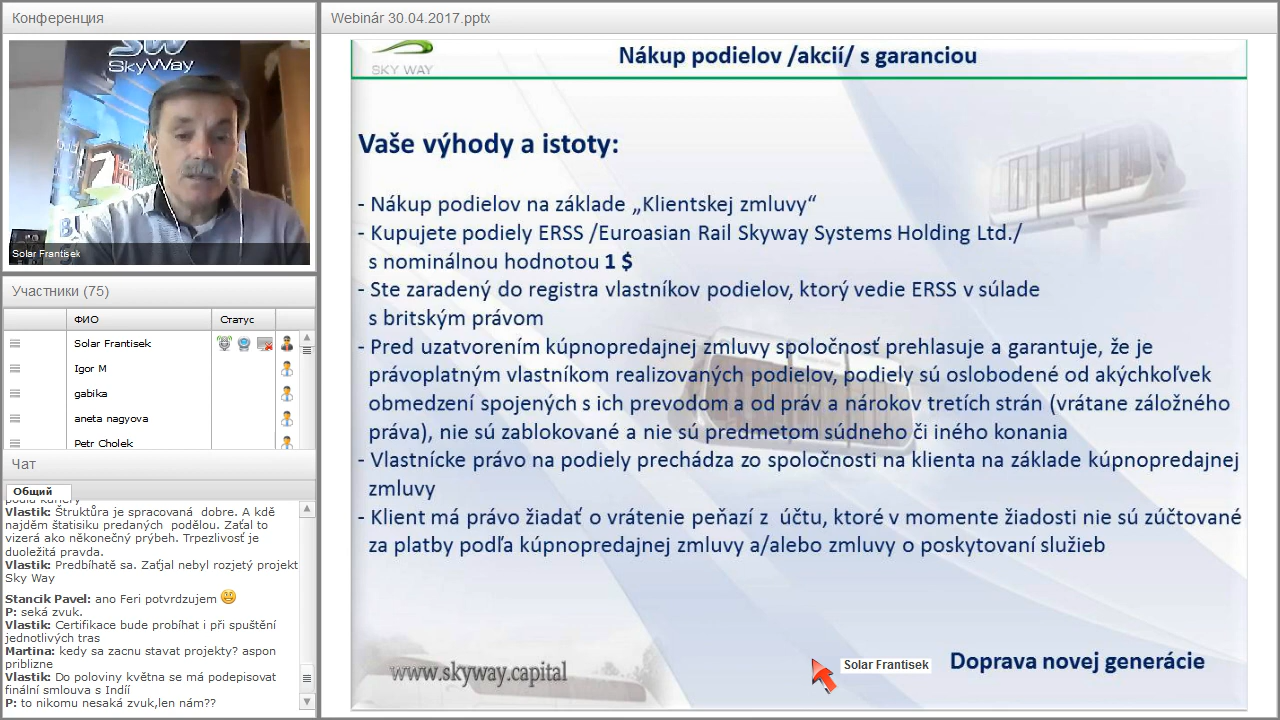 Конференция
SW
SKYWAY
Solar Frantisek
Участники (75)
ФИО
Статус
Solar Frantisek
Igor M
gabika
aneta nagyova
Petr Cholek
Чат
Общий
podľa kariéry
Vlastik: Štruktůra je spracovaná dobre. A kdě
najděm štatisiku predaných podělou. Zaťal to
vizerá ako někonečný prýbeh. Trpezlivosť je
duoležitá pravda.
Vlastik: Predbíhatě sa. Zaťjal nebyl rozjetý projekt
Sky Way
Stancik Pavel: ano Feri potvrdzujem
P: seká zvuk.
Vlastik: Certifikace bude probíhat i při spuštění
jednotlivých tras
Martina: kedy sa zacnu stavat projekty? aspon
priblizne
Vlastik: Do poloviny května se má podepisovat
finální smlouva s Indií
P: to nikomu nesaká zvuk,len nám??
Webinár 30.04.2017.pptx
SKY WAY
Nákup podielov /akcií/ s garanciou
Vaše výhody a istoty:
- Nákup podielov na základe „Klientskej zmluvy“
- Kupujete podiely ERSS /Euroasian Rail Skyway Systems Holding Ltd./
s nominálnou hodnotou 1 $
- Ste zaradený do registra vlastníkov podielov, ktorý vedie ERSS v súlade
s britským právom
- Pred uzatvorením kúpnopredajnej zmluvy spoločnosť prehlasuje a garantuje, že je
právoplatným vlastníkom realizovaných podielov, podiely sú oslobodené od akýchkoľvek
obmedzení spojených s ich prevodom a od práv a nárokov tretích strán (vrátane záložného
práva), nie sú zablokované a nie sú predmetom súdneho či iného konania
- Vlastnícke právo na podiely prechádza zo spoločnosti na klienta na základe kúpnopredajnej
zmluvy
- Klient má právo žiadať o vrátenie peňazí z účtu, ktoré v momente žiadosti nie sú zúčtované
za platby podľa kúpnopredajnej zmluvy a/alebo zmluvy o poskytovaní služieb
www.skyway.capital
Solar Frantisek
Doprava novej generácie